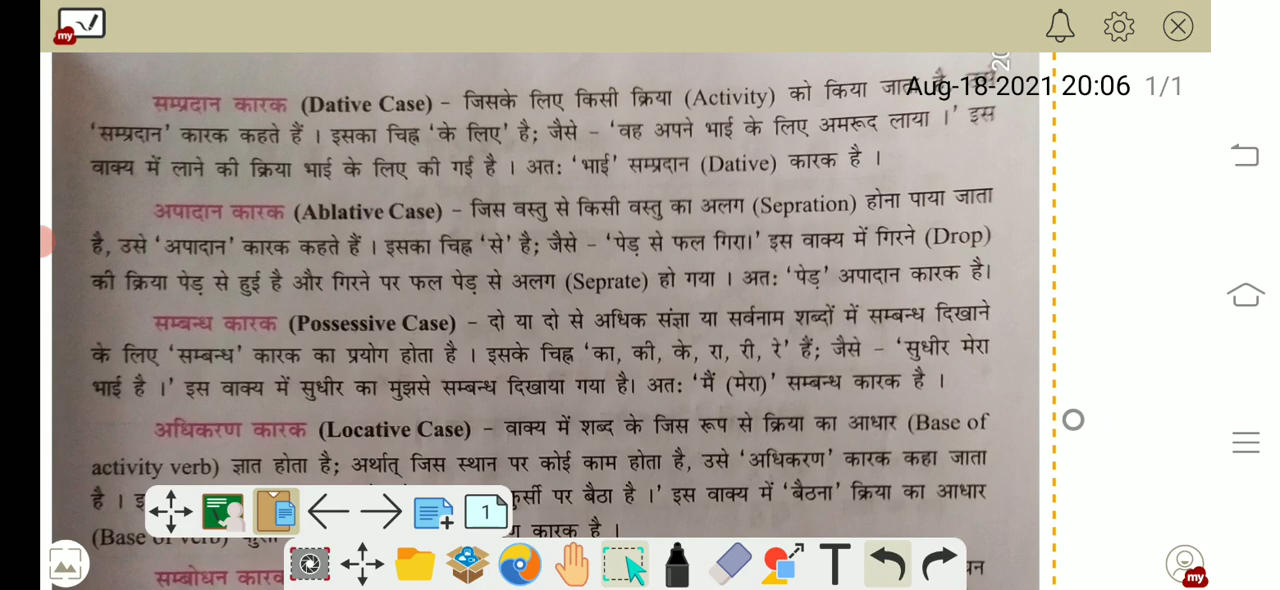 my
Aug-18-2021 20:06 1/1
सम्प्रदान कारक (Dative Case) – जिसके लिए किसी क्रिया (Activity) को किया जाता है, उसे
‘सम्प्रदान’ कारक कहते हैं । इसका चिह्न ‘के लिए’ है; जैसे – ‘वह अपने भाई के लिए अमरूद लाया ।’ इस
वाक्य में लाने की क्रिया भाई के लिए की गई है । अत: ‘भाई’ सम्प्रदान (Dative) कारक है ।
अपादान कारक (Ablative Case) – जिस वस्तु से किसी वस्तु का अलग (Sepration) होना पाया जाता
है, उसे ‘अपादान’ कारक कहते हैं । इसका चिह्न ‘से’ है; जैसे – ‘पेड़ से फल गिरा।’ इस वाक्य में गिरने (Drop)
की क्रिया पेड़ से हुई है और गिरने पर फल पेड़ से अलग (Seprate) हो गया । अत: ‘पेड़’ अपादान कारक है।
सम्बन्ध कारक (Possessive Case) – दो या दो से अधिक संज्ञा या सर्वनाम शब्दों में सम्बन्ध दिखाने
के लिए ‘सम्बन्ध’ कारक का प्रयोग होता है । इसके चिह्न ‘का, की, के, रा, री, रे’ हैं; जैसे – ‘सुधीर मेरा
भाई है ।’ इस वाक्य में सुधीर का मुझसे सम्बन्ध दिखाया गया है। अत: ‘मैं (मेरा)’ सम्बन्ध कारक है ।
अधिकरण कारक (Locative Case) – वाक्य में शब्द के जिस रूप से क्रिया का आधार (Base of
activity verb) ज्ञात होता है; अर्थात् जिस स्थान पर कोई काम होता है, उसे ‘अधिकरण’ कारक कहा जाता
है । कुर्सी पर बैठा है ।’ इस वाक्य में ‘बैठना’ क्रिया का आधार
(Base of verb) कारक है ।
सम्बोधन
1
T
my